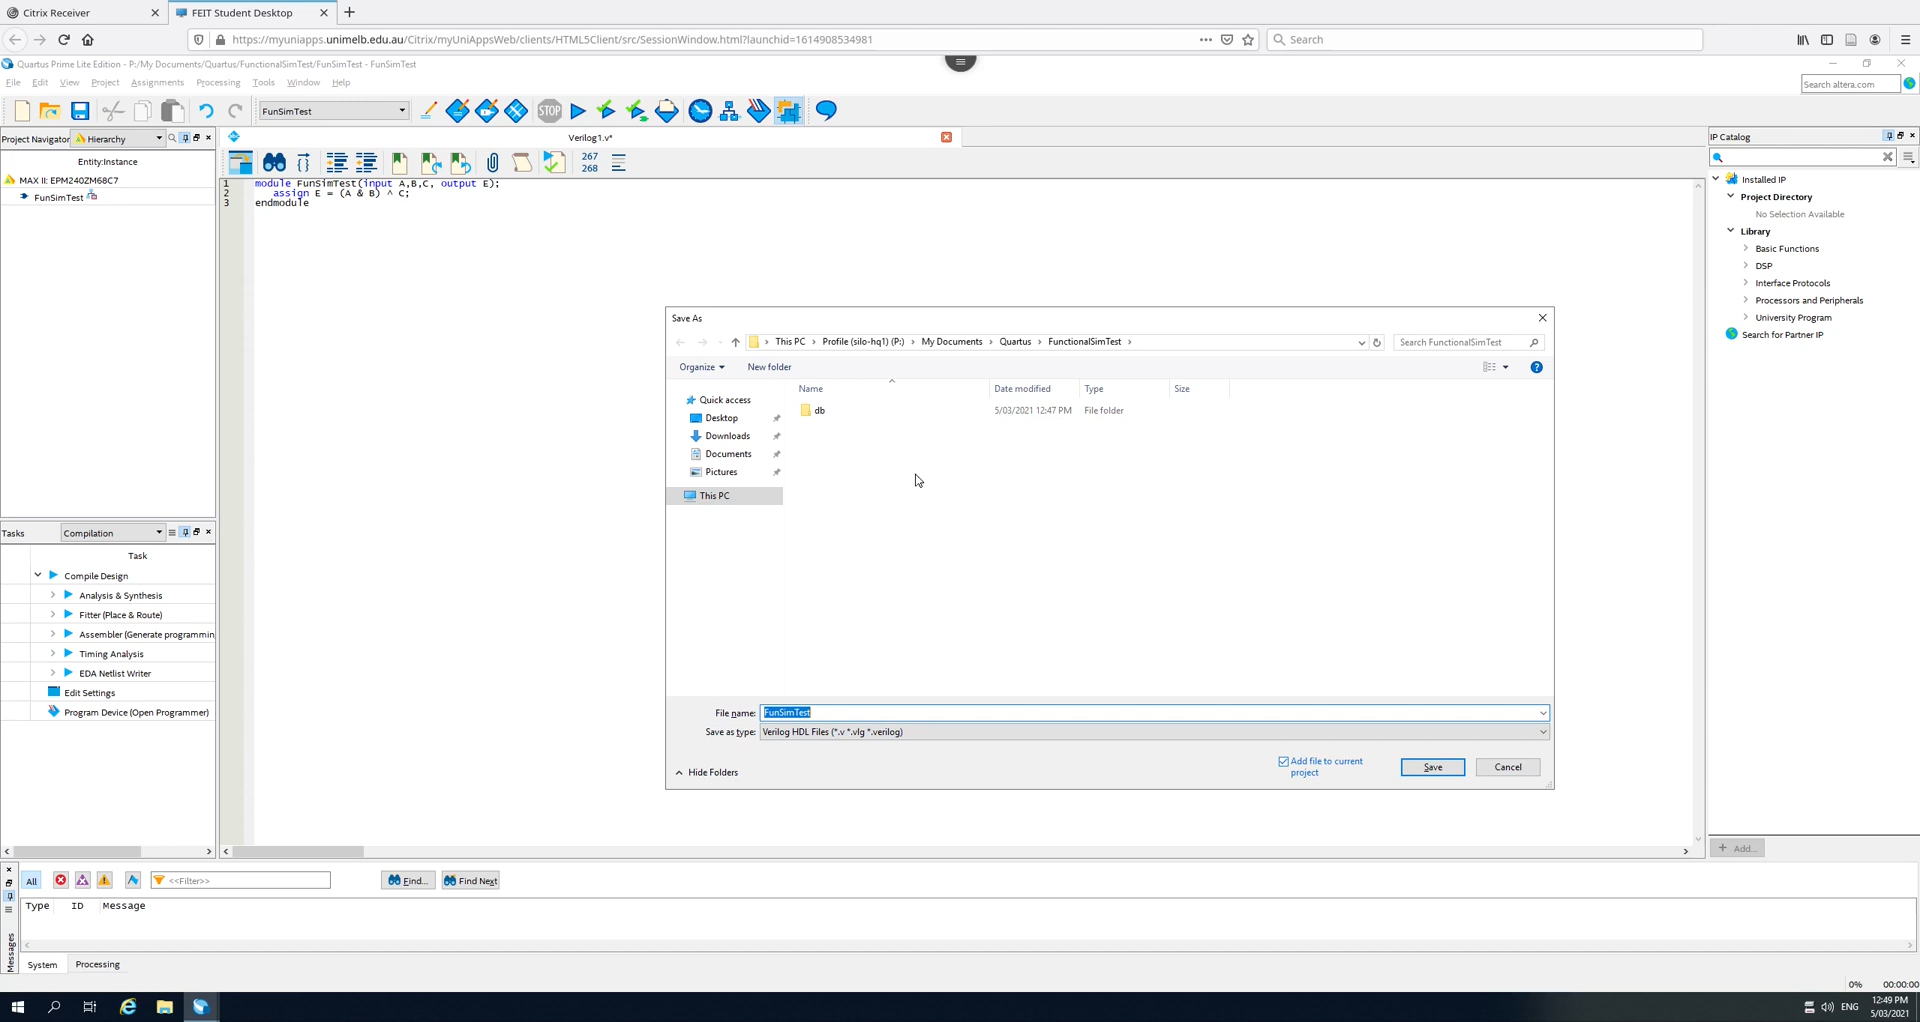 Citrix Receiver
FEIT Student Desktop
https://myuniapps.unimelb.edu.au/Citrix/myUniAppsWeb/clients/HTML5Client/src/SessionWindow.html?launchid=1614908534981
Search
Quartus Prime Lite Edition - P:/My Documents/Quartus/FunctionalSimTest/FunSimTest - FunSimTest
File Edit View Project Assignments Processing Tools Window Help
Search altera.com
FunSimTest
STOP
Project Navigator
Hierarchy
Verilog1.v*
IP Catalog
267
268
Entity:Instance
MAX II: EPM240ZM68C7
FunSimTest
1 module FunSimTest(input A,B,C, output E);
2 assign E = (A & B) ^ C;
3 endmodule
Installed IP
Project Directory
No Selection Available
Library
Basic Functions
DSP
Interface Protocols
Processors and Peripherals
University Program
Search for Partner IP
Save As
This PC > Profile (silo-hq1) (P:) > My Documents > Quartus > FunctionalSimTest >
Search FunctionalSimTest
Organize
New folder
Name Date modified Type Size
Quick access
Desktop
Downloads
Documents
Pictures
This PC
db 5/03/2021 12:47 PM File folder
File name: FunSimTest
Save as type: Verilog HDL Files (*.v *.vlg *.verilog)
Add file to current
project
Save
Cancel
Hide Folders
Tasks
Compilation
Task
Compile Design
Analysis & Synthesis
Fitter (Place & Route)
Assembler (Generate programmin
Timing Analysis
EDA Netlist Writer
Edit Settings
Program Device (Open Programmer)
+ Add...
All
<<Filter>>
Find...
Find Next
Type ID Message
Messages
System
Processing
0% 00:00:00
ENG
12:49 PM
5/03/2021